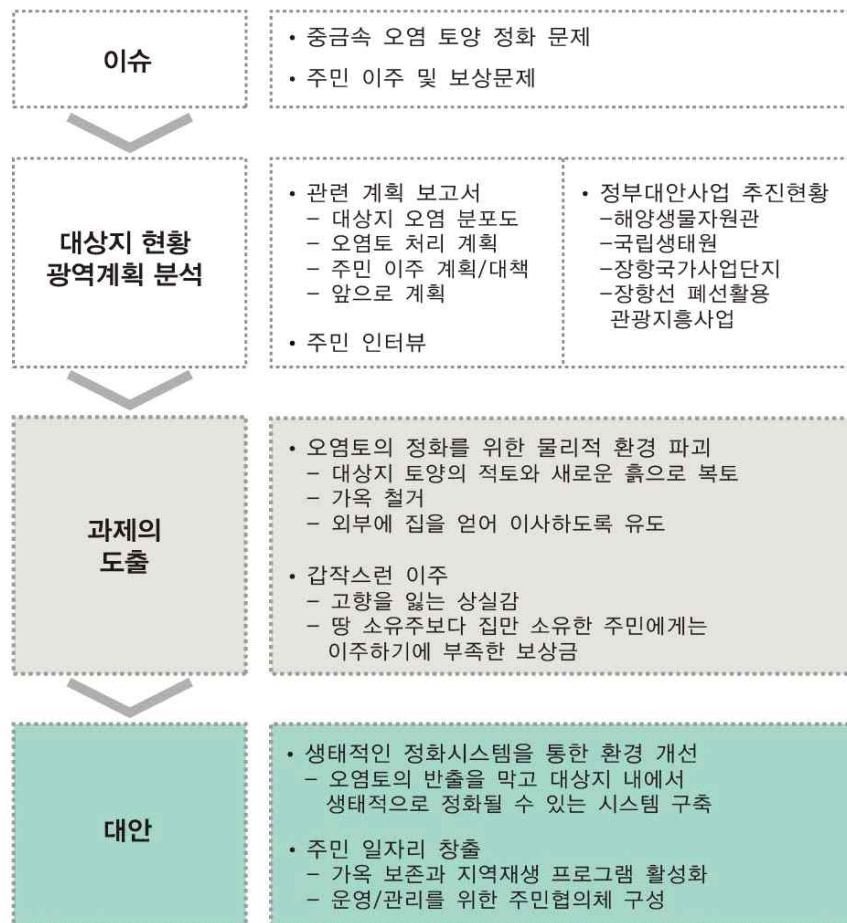 이슈
• 중금속 오염 토양 정화 문제
• 주민 이주 및 보상문제
대상지 현황
광역계획 분석
• 관련 계획 보고서
– 대상지 오염 분포도
– 오염토 처리 계획
– 주민 이주 계획/대책
– 앞으로 계획
• 주민 인터뷰
• 정부대안사업 추진현황
–해양생물자원관
–국립생태원
–장항국가사업단지
–장항선 폐선활용
관광지흥사업
과제의
도출
• 오염토의 정화를 위한 물리적 환경 파괴
– 대상지 토양의 적토와 새로운 흙으로 복토
– 가옥 철거
– 외부에 집을 얻어 이사하도록 유도
• 갑작스런 이주
– 고향을 잃는 상실감
– 땅 소유주보다 집만 소유한 주민에게는
이주하기에 부족한 보상금
대안
• 생태적인 정화시스템을 통한 환경 개선
– 오염토의 반출을 막고 대상지 내에서
생태적으로 정화될 수 있는 시스템 구축
• 주민 일자리 창출
– 가옥 보존과 지역재생 프로그램 활성화
– 운영/관리를 위한 주민협의체 구성